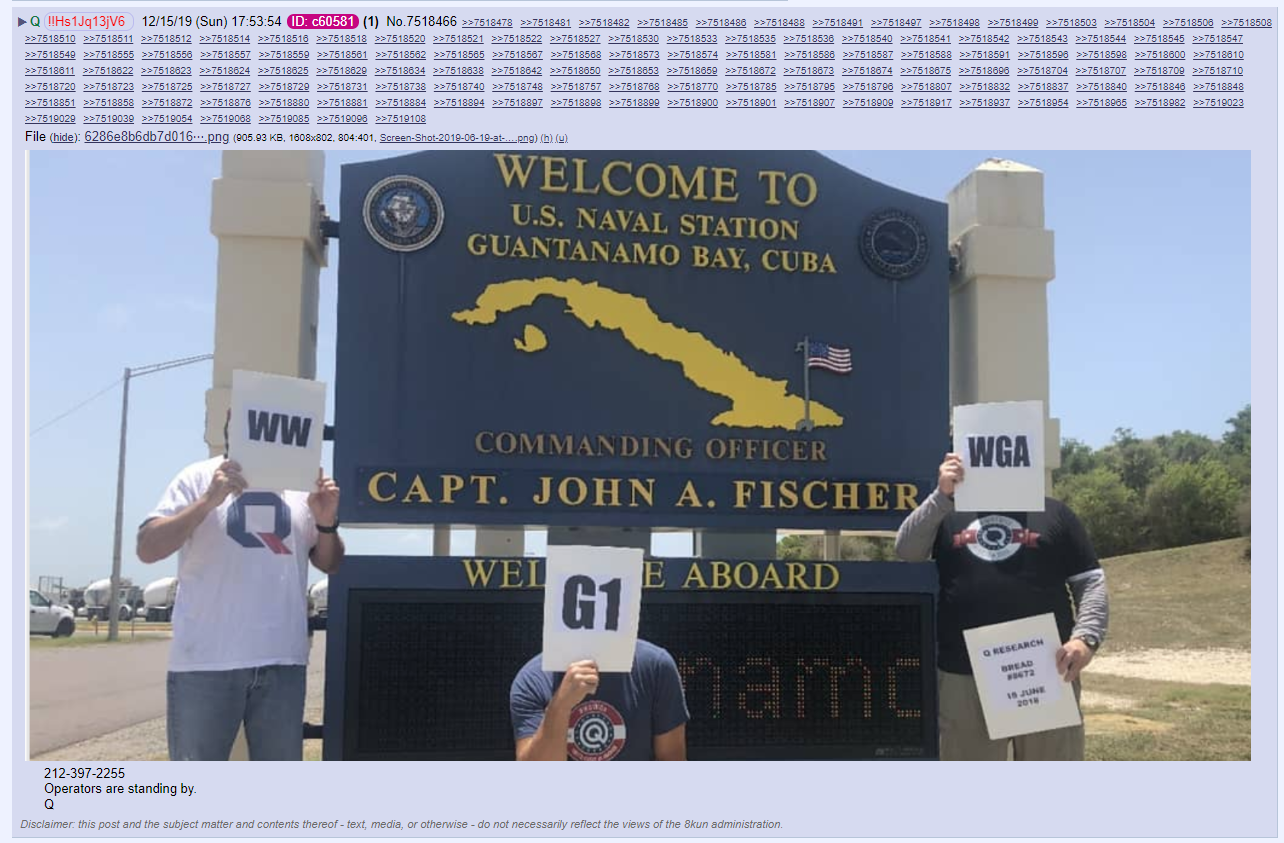 ▶ Q !!Hs1Jq13jV6 12/15/19 (Sun) 17:53:54 ID: c60581 (1) No.7518466 >>7518478 >>7518481 >>7518482 >>7518485 >>7518486 >>7518488 >>7518491 >>7518497 >>7518498 >>7518499 >>7518503 >>7518504 >>7518506 >>7518508
>>7518510 >>7518511 >>7518512 >>7518514 >>7518516 >>7518518 >>7518520 >>7518521 >>7518522 >>7518527 >>7518530 >>7518533 >>7518535 >>7518536 >>7518540 >>7518541 >>7518542 >>7518543 >>7518544 >>7518545 >>7518547
>>7518549 >>7518555 >>7518556 >>7518557 >>7518559 >>7518561 >>7518562 >>7518565 >>7518567 >>7518568 >>7518573 >>7518574 >>7518581 >>7518586 >>7518587 >>7518588 >>7518591 >>7518596 >>7518598 >>7518600 >>7518610
>>7518611 >>7518622 >>7518623 >>7518624 >>7518625 >>7518629 >>7518634 >>7518638 >>7518642 >>7518650 >>7518653 >>7518659 >>7518672 >>7518673 >>7518674 >>7518675 >>7518696 >>7518704 >>7518707 >>7518709 >>7518710
>>7518720 >>7518723 >>7518725 >>7518727 >>7518729 >>7518731 >>7518738 >>7518740 >>7518748 >>7518757 >>7518768 >>7518770 >>7518785 >>7518795 >>7518796 >>7518807 >>7518832 >>7518837 >>7518840 >>7518846 >>7518848
>>7518851 >>7518858 >>7518872 >>7518876 >>7518880 >>7518881 >>7518884 >>7518894 >>7518897 >>7518898 >>7518899 >>7518900 >>7518901 >>7518907 >>7518909 >>7518917 >>7518937 >>7518954 >>7518965 >>7518982 >>7519023
>>7519029 >>7519039 >>7519054 >>7519068 >>7519085 >>7519096 >>7519108
File (hide): 6286e8b6db7d016⋯.png (905.93 KB, 1608x802, 804:401, Screen-Shot-2019-06-19-at-….png) (h) (u)
WELCOME TO
U.S. NAVAL STATION
GUANTANAMO BAY, CUBA
COMMANDING OFFICER
CAPT. JOHN A. FISCHER
WW
WGA
Q
WEL E ABOARD
G1
namc
Q
Q
Q RESEARCH
BREAD
#8672
15 JUNE
2019
212-397-2255
Operators are standing by.
Q
Disclaimer: this post and the subject matter and contents thereof - text, media, or otherwise - do not necessarily reflect the views of the 8kun administration.